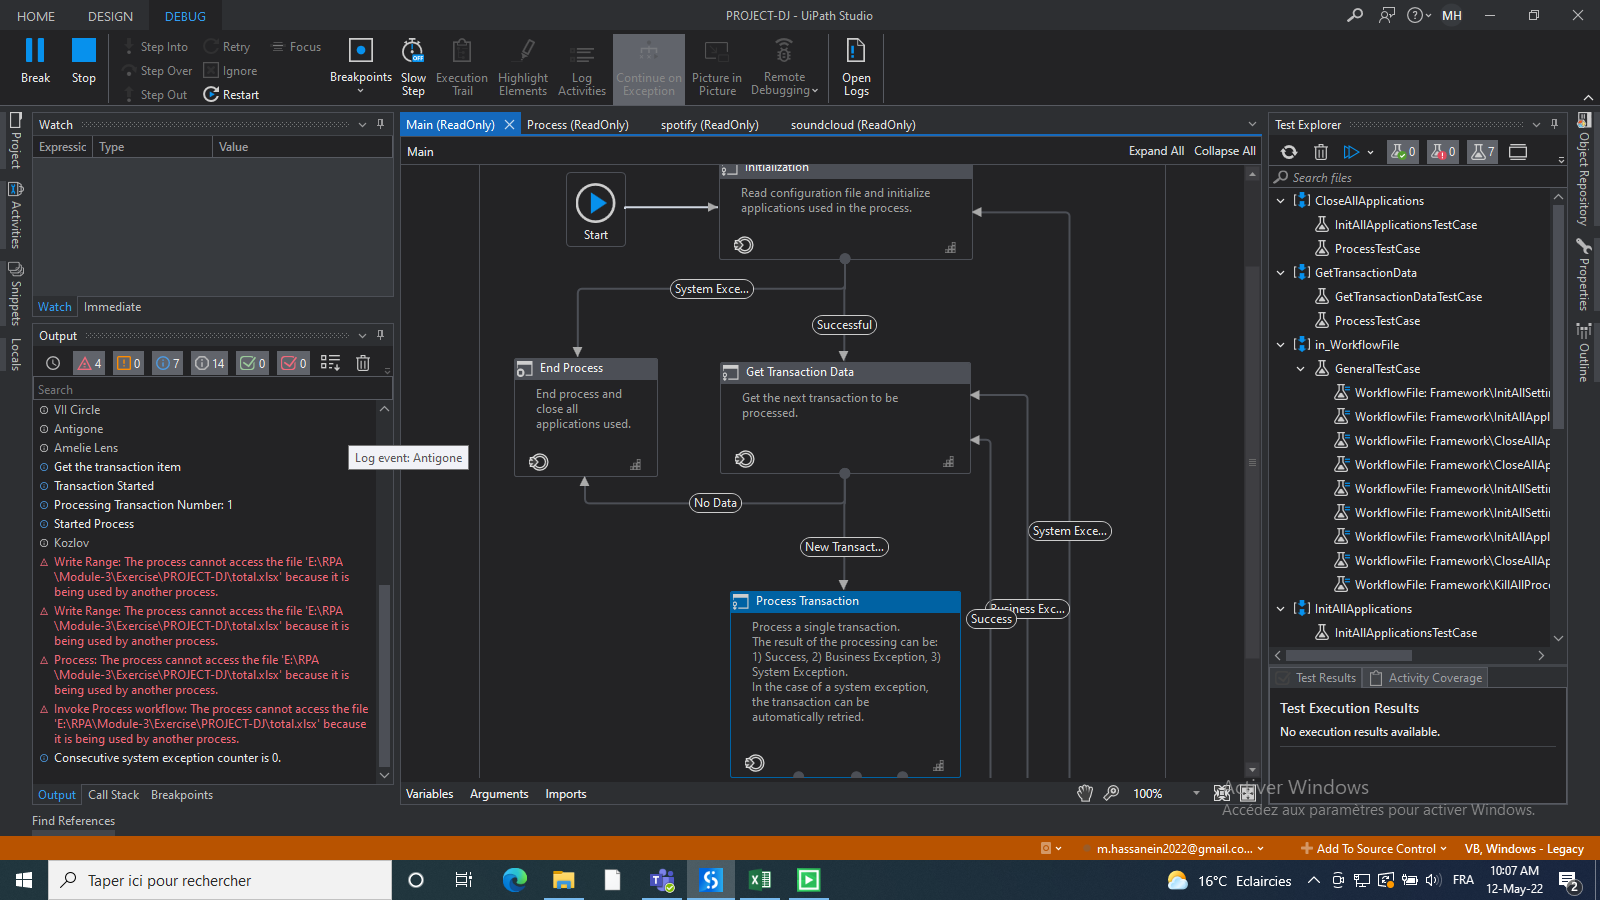 HOME DESIGN DEBUG
PROJECT-DJ - UiPath Studio
MH
Break
Stop
Step Into
Step Over
Step Out
Retry
Ignore
Restart
Focus
Breakpoints
Slow Step
Execution Trail
Highlight Elements
Log Activities
Continue on Exception
Picture in Picture
Remote Debugging
Open Logs
Project
Activities
Snippets
Locals
Watch
Expressic Type Value
Watch Immediate
Output
4 0 7 14 0 0
Search
VII Circle
Antigone
Amelie Lens
Log event: Antigone
Get the transaction item
Transaction Started
Processing Transaction Number: 1
Started Process
Kozlov
Write Range: The process cannot access the file 'E:\RPA
\Module-3\Exercise\PROJECT-DJ\total.xlsx' because it is
being used by another process.
Write Range: The process cannot access the file 'E:\RPA
\Module-3\Exercise\PROJECT-DJ\total.xlsx' because it is
being used by another process.
Process: The process cannot access the file 'E:\RPA
\Module-3\Exercise\PROJECT-DJ\total.xlsx' because it is
being used by another process.
Invoke Process workflow: The process cannot access the file
'E:\RPA\Module-3\Exercise\PROJECT-DJ\total.xlsx' because
it is being used by another process.
Consecutive system exception counter is 0.
Output Call Stack Breakpoints
Find References
Main (ReadOnly) Process (ReadOnly) spotify (ReadOnly) soundcloud (ReadOnly)
Main
Expand All Collapse All
Start
Initialization
Read configuration file and initialize
applications used in the process.
System Exce...
Successful
End Process
End process and
close all
applications used.
Get Transaction Data
Get the next transaction to be
processed.
No Data
New Transact...
System Exce...
Business Exc...
Success
Process Transaction
Process a single transaction.
The result of the processing can be:
1) Success, 2) Business Exception, 3)
System Exception.
In the case of a system exception,
the transaction can be
automatically retried.
Variables Arguments Imports
100%
Test Explorer
0 0 7
Search files
CloseAllApplications
InitAllApplicationsTestCase
ProcessTestCase
GetTransactionData
GetTransactionDataTestCase
ProcessTestCase
in_WorkflowFile
GeneralTestCase
WorkflowFile: Framework\InitAllSettin
WorkflowFile: Framework\InitAllAppl
WorkflowFile: Framework\CloseAllAp
WorkflowFile: Framework\CloseAllAp
WorkflowFile: Framework\InitAllSettin
WorkflowFile: Framework\InitAllSettin
WorkflowFile: Framework\InitAllAppl
WorkflowFile: Framework\CloseAllAp
WorkflowFile: Framework\KillAllProce
InitAllApplications
InitAllApplicationsTestCase
Test Results Activity Coverage
Test Execution Results
No execution results available.
Object Repository
Properties
Outline
Activer Windows
Accédez aux paramètres pour activer Windows.
m.hassanein2022@gmail.co...
Add To Source Control
VB, Windows - Legacy
Taper ici pour rechercher
16°C Eclaircies
FRA
10:07 AM
12-May-22
2